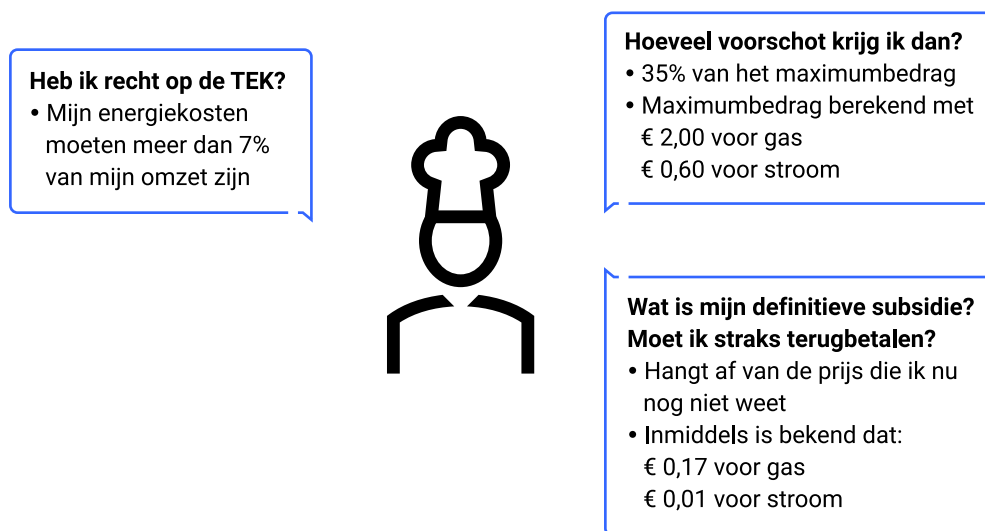 Heb ik recht op de TEK?
• Mijn energiekosten
moeten meer dan 7%
van mijn omzet zijn
Hoeveel voorschot krijg ik dan?
• 35% van het maximumbedrag
• Maximumbedrag berekend met
€ 2,00 voor gas
€ 0,60 voor stroom
Wat is mijn definitieve subsidie?
Moet ik straks terugbetalen?
• Hangt af van de prijs die ik nu
nog niet weet
• Inmiddels is bekend dat:
€ 0,17 voor gas
€ 0,01 voor stroom